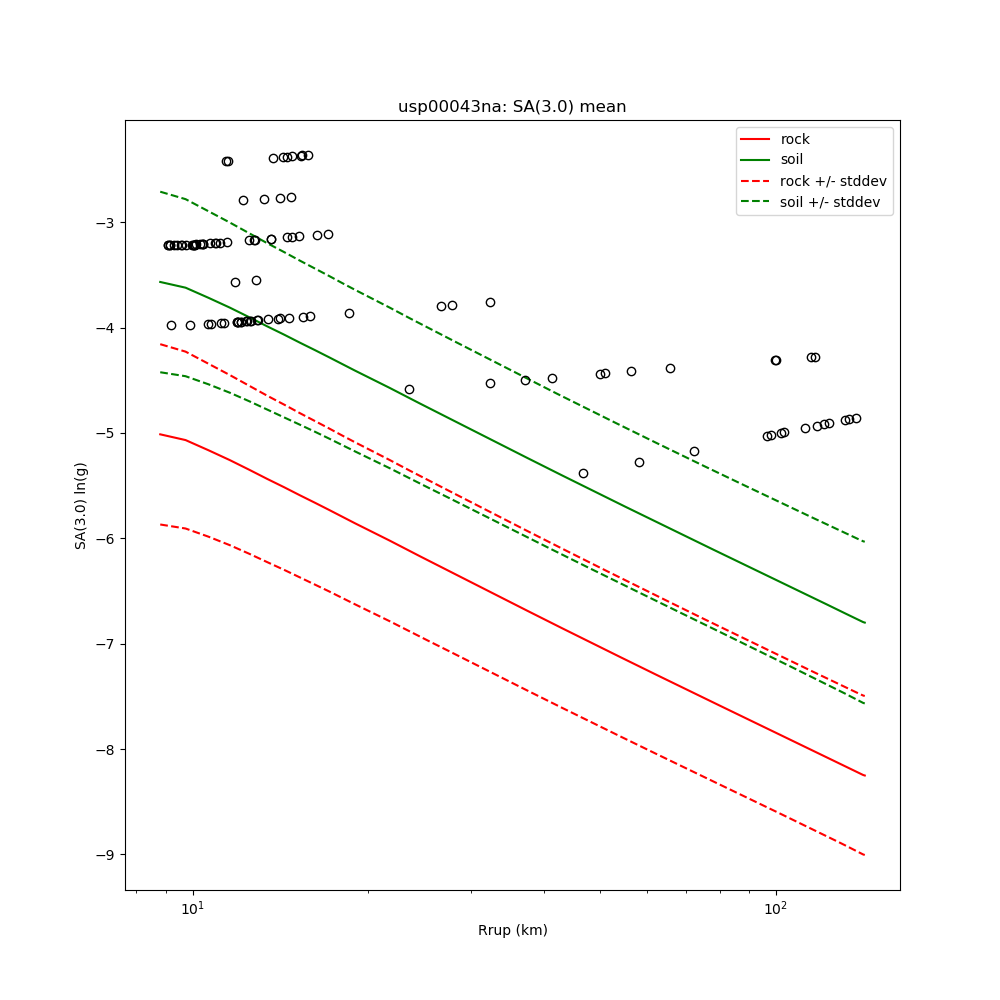 usp00043na: SA(3.0) mean
rock
soil
rock +/- stddev
soil +/- stddev
−3
−4
−5
−6
−7
−8
−9
SA(3.0) ln(g)
10¹
10²
Rrup (km)